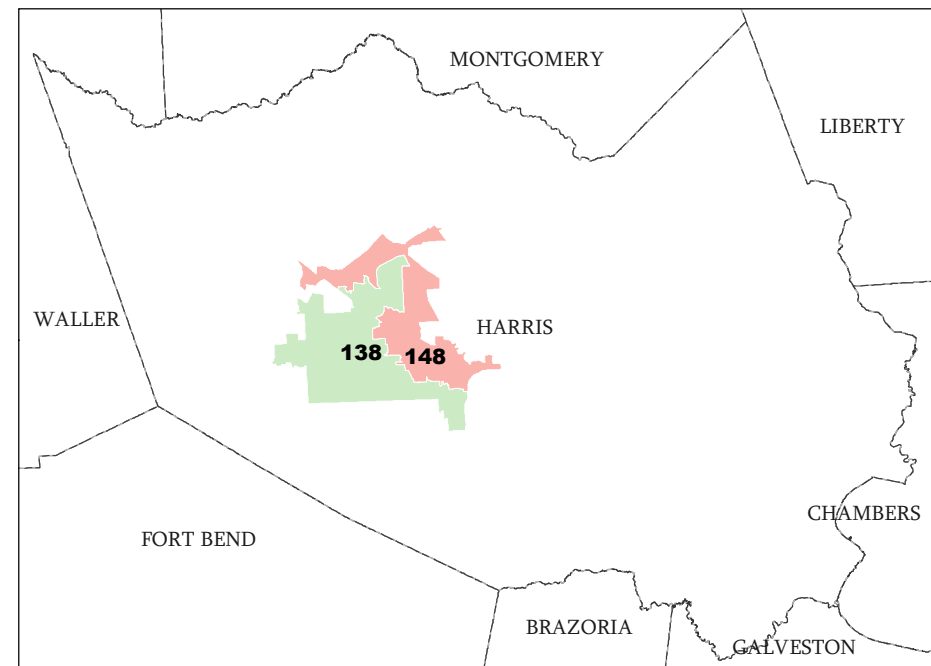 MONTGOMERY
LIBERTY
WALLER
HARRIS
138
148
CHAMBERS
FORT BEND
BRAZORIA
GALVESTON